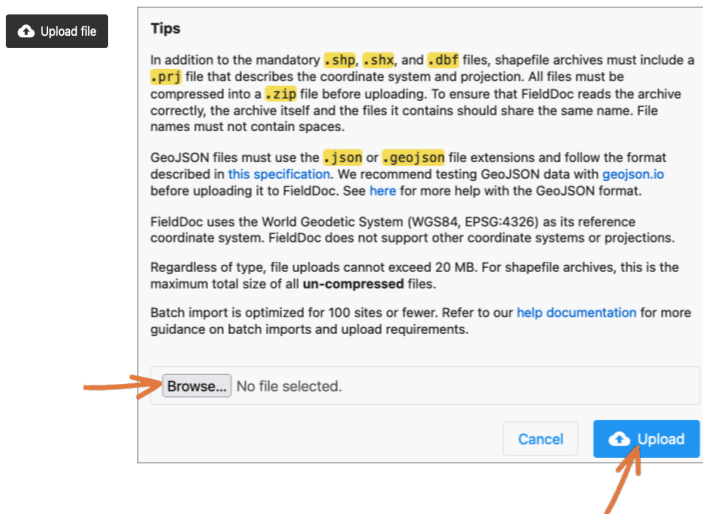 Upload file
Tips
In addition to the mandatory .shp, .shx, and .dbf files, shapefile archives must include a
.prj file that describes the coordinate system and projection. All files must be
compressed into a .zip file before uploading. To ensure that FieldDoc reads the archive
correctly, the archive itself and the files it contains should share the same name. File
names must not contain spaces.
GeoJSON files must use the .json or .geojson file extensions and follow the format
described in this specification. We recommend testing GeoJSON data with geojson.io
before uploading it to FieldDoc. See here for more help with the GeoJSON format.
FieldDoc uses the World Geodetic System (WGS84, EPSG:4326) as its reference
coordinate system. FieldDoc does not support other coordinate systems or projections.
Regardless of type, file uploads cannot exceed 20 MB. For shapefile archives, this is the
maximum total size of all un-compressed files.
Batch import is optimized for 100 sites or fewer. Refer to our help documentation for more
guidance on batch imports and upload requirements.
Browse... No file selected.
Cancel Upload